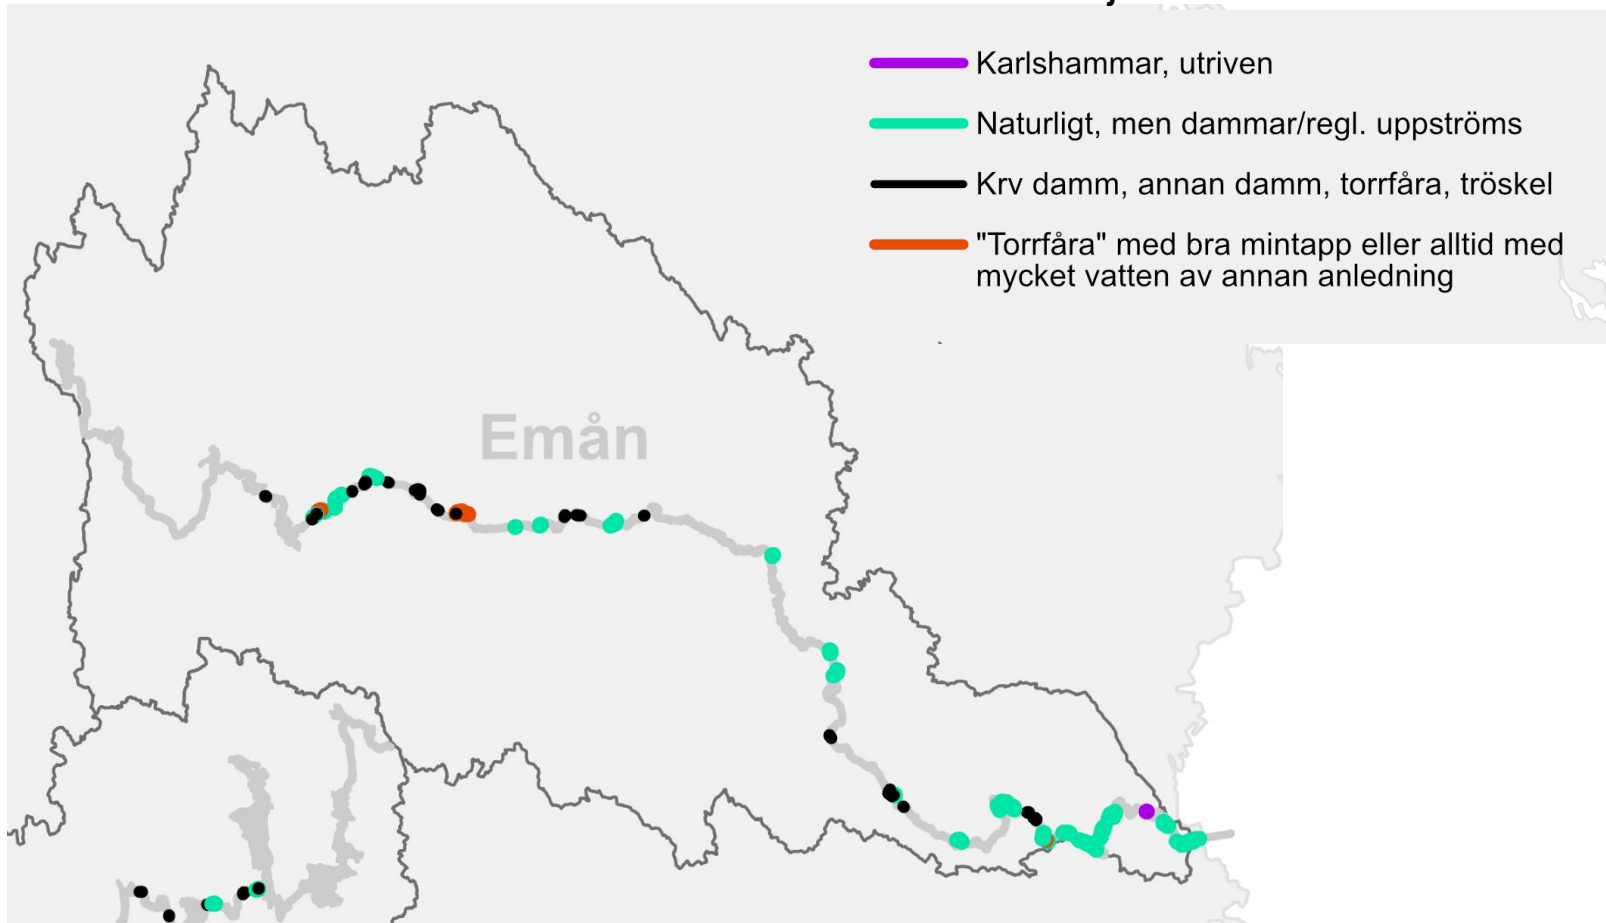 Karlshammar, utriven
Naturligt, men dammar/regl. uppströms
Krv damm, annan damm, torrfåra, tröskel
"Torrfåra" med bra mintapp eller alltid med
mycket vatten av annan anledning
Emån